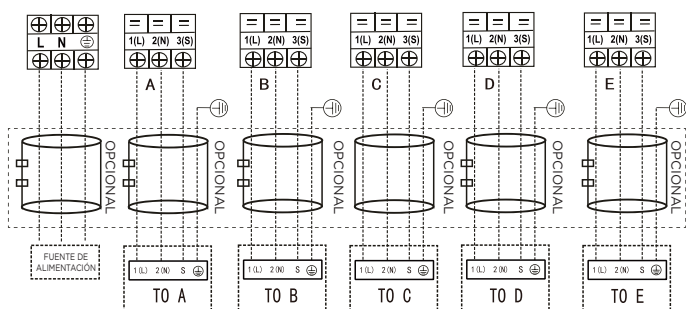 L N
1(L) 2(N) 3(S)
1(L) 2(N) 3(S)
1(L) 2(N) 3(S)
1(L) 2(N) 3(S)
1(L) 2(N) 3(S)
A
B
C
D
E
OPCIONAL
OPCIONAL
OPCIONAL
OPCIONAL
OPCIONAL
OPCIONAL
FUENTE DE
ALIMENTACIÓN
1(L) 2(N) S
1(L) 2(N) S
1(L) 2(N) S
1(L) 2(N) S
1(L) 2(N) S
TO A
TO B
TO C
TO D
TO E